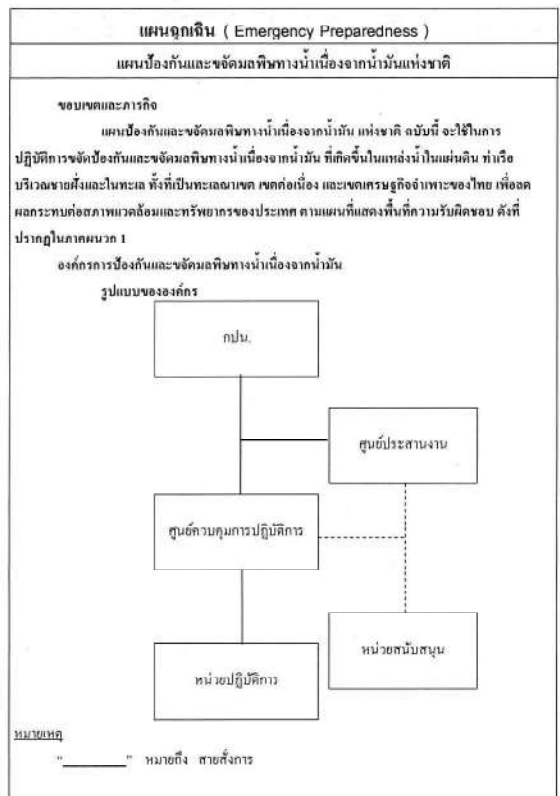 แผนฉุกเฉิน ( Emergency Preparedness )
แผนป้องกันและขจัดมลพิษทางน้ำเนื่องจากน้ำมันแห่งชาติ
ขอบเขตและภารกิจ
แผนป้องกันและขจัดมลพิษทางน้ำเนื่องจากน้ำมัน แห่งชาติ ฉบับนี้ จะใช้ในการ
ปฏิบัติการขจัดป้องกันและขจัดมลพิษทางน้ำเนื่องจากน้ำมัน ที่เกิดขึ้นในแหล่งน้ำในแผ่นดิน ท่าเรือ
บริเวณชายฝั่งและในทะเล ทั้งที่เป็นทะเลอาณาเขต เขตต่อเนื่อง และเขตเศรษฐกิจจำเพาะของไทย เพื่อลด
ผลกระทบต่อสภาพแวดล้อมและทรัพยากรของประเทศ ตามแผนที่แสดงพื้นที่ความรับผิดชอบ ดังที่
ปรากฏในภาคผนวก 1
องค์กรการป้องกันและขจัดมลพิษทางน้ำเนื่องจากน้ำมัน
รูปแบบขององค์กร
กปน.
ศูนย์ประสานงาน
ศูนย์ควบคุมการปฏิบัติการ
หน่วยสนับสนุน
หน่วยปฏิบัติการ
หมายเหตุ
"________" หมายถึง สายสั่งการ